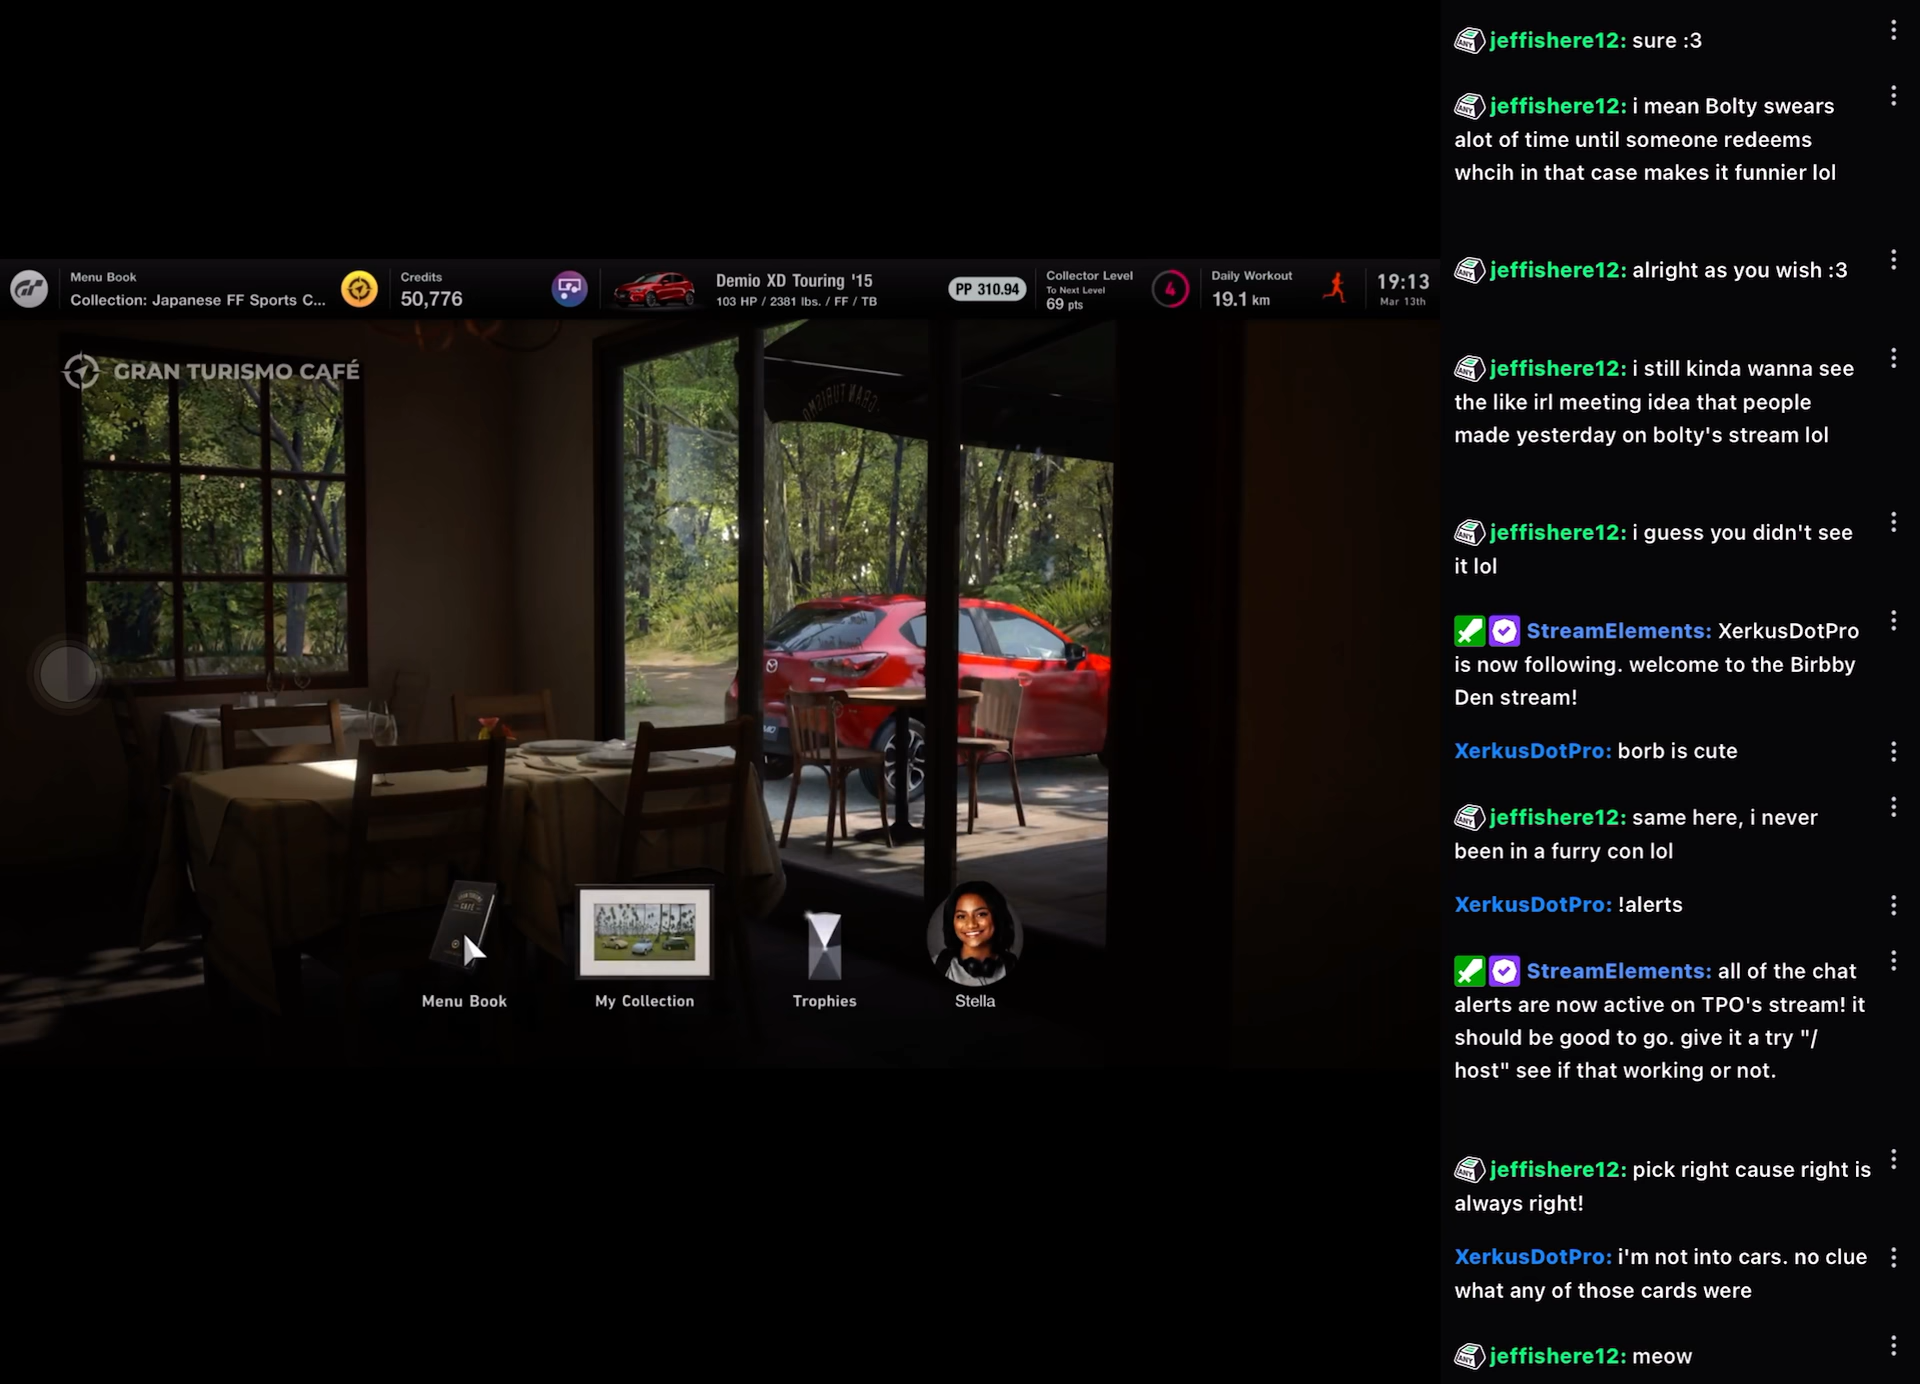 Menu Book
Collection: Japanese FF Sports C...
Credits
50,776
Demio XD Touring '15
103 HP / 2381 lbs. / FF / TB
PP 310.94
Collector Level
To Next Level
69 pts
4
Daily Workout
19.1 km
19:13
Mar 13th
GRAN TURISMO CAFÉ
Menu Book
My Collection
Trophies
Stella
jeffishere12: sure :3
jeffishere12: i mean Bolty swears
alot of time until someone redeems
whcih in that case makes it funnier lol
jeffishere12: alright as you wish :3
jeffishere12: i still kinda wanna see
the like irl meeting idea that people
made yesterday on bolty's stream lol
jeffishere12: i guess you didn't see
it lol
StreamElements: XerkusDotPro
is now following. welcome to the Birbby
Den stream!
XerkusDotPro: borb is cute
jeffishere12: same here, i never
been in a furry con lol
XerkusDotPro: !alerts
StreamElements: all of the chat
alerts are now active on TPO's stream! it
should be good to go. give it a try "/
host" see if that working or not.
jeffishere12: pick right cause right is
always right!
XerkusDotPro: i'm not into cars. no clue
what any of those cards were
jeffishere12: meow